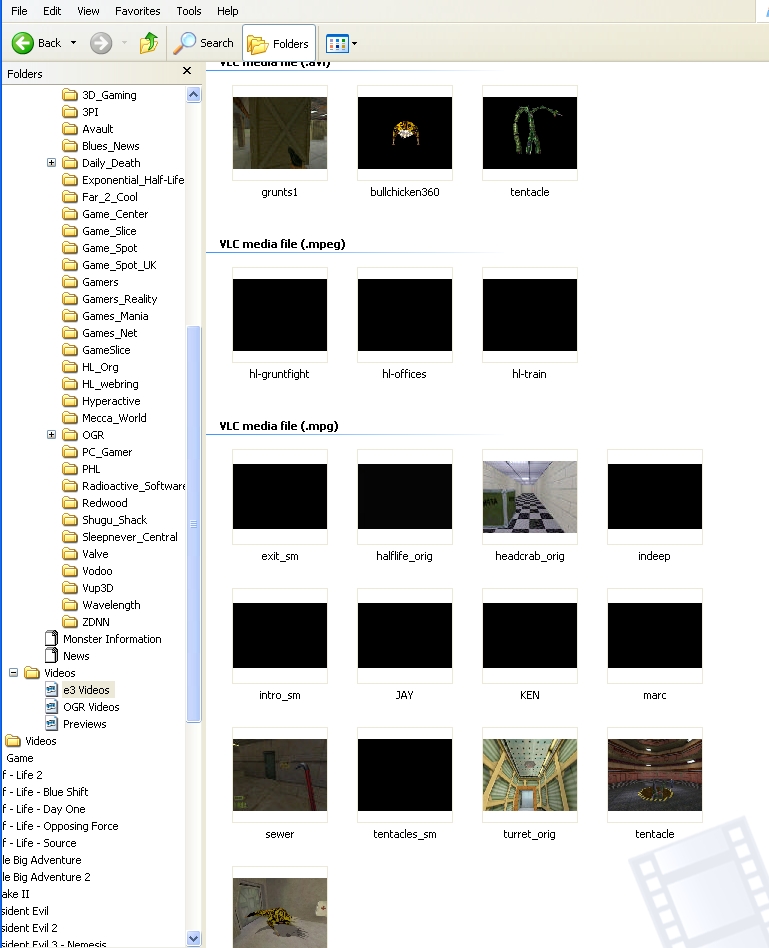 File Edit View Favorites Tools Help
Back Search Folders
Folders
3D_Gaming
3PI
Avault
Blues_News
Daily_Death
Exponential_Half-Life
Far_2_Cool
Game_Center
Game_Slice
Game_Spot
Game_Spot_UK
Gamers
Gamers_Reality
Games_Mania
Games_Net
GameSlice
HL_Org
HL_webring
Hyperactive
Mecca_World
OGR
PC_Gamer
PHL
Radioactive_Software
Redwood
Shugu_Shack
Sleepnever_Central
Valve
Vodoo
Vup3D
Wavelength
ZDNN
Monster Information
News
Videos
e3 Videos
OGR Videos
Previews
Videos
Game
f - Life 2
f - Life - Blue Shift
f - Life - Day One
f - Life - Opposing Force
f - Life - Source
le Big Adventure
le Big Adventure 2
ake II
sident Evil
sident Evil 2
sident Evil 3 - Nemesis
VLC media file (.avi)
grunts1 bullchicken360 tentacle
VLC media file (.mpeg)
hl-gruntfight hl-offices hl-train
VLC media file (.mpg)
exit_sm halflife_orig headcrab_orig indeep
intro_sm JAY KEN marc
sewer tentacles_sm turret_orig tentacle